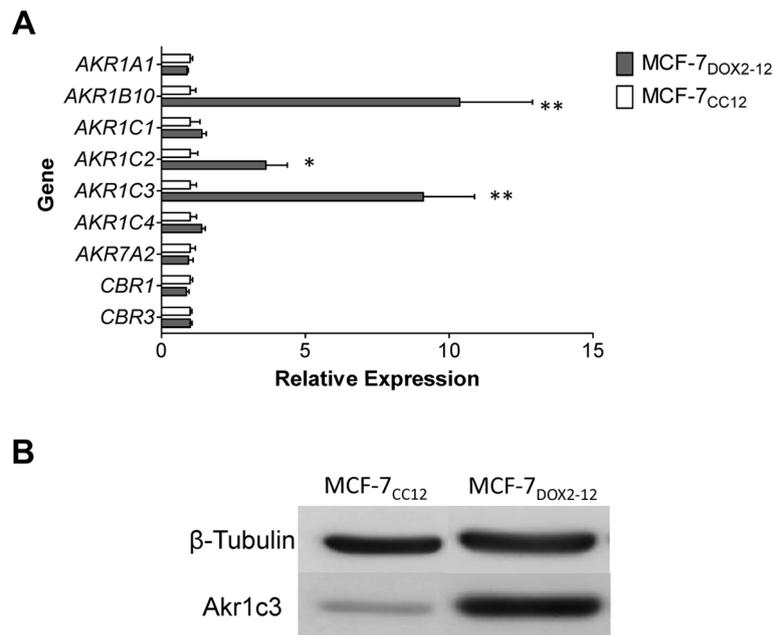 A
AKR1A1
AKR1B10
**
AKR1C1
AKR1C2
*
AKR1C3
**
AKR1C4
AKR7A2
CBR1
CBR3
Gene
0 5 10 15
Relative Expression
MCF-7DOX2-12
MCF-7CC12
B
MCF-7CC12 MCF-7DOX2-12
β-Tubulin
Akr1c3